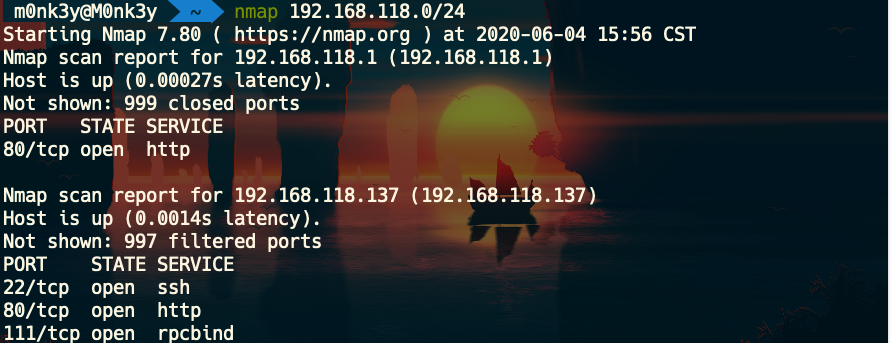 m0nk3y@M0nk3y ~ nmap 192.168.118.0/24
Starting Nmap 7.80 ( https://nmap.org ) at 2020-06-04 15:56 CST
Nmap scan report for 192.168.118.1 (192.168.118.1)
Host is up (0.00027s latency).
Not shown: 999 closed ports
PORT   STATE SERVICE
80/tcp open  http
Nmap scan report for 192.168.118.137 (192.168.118.137)
Host is up (0.0014s latency).
Not shown: 997 filtered ports
PORT    STATE SERVICE
22/tcp  open  ssh
80/tcp  open  http
111/tcp open  rpcbind